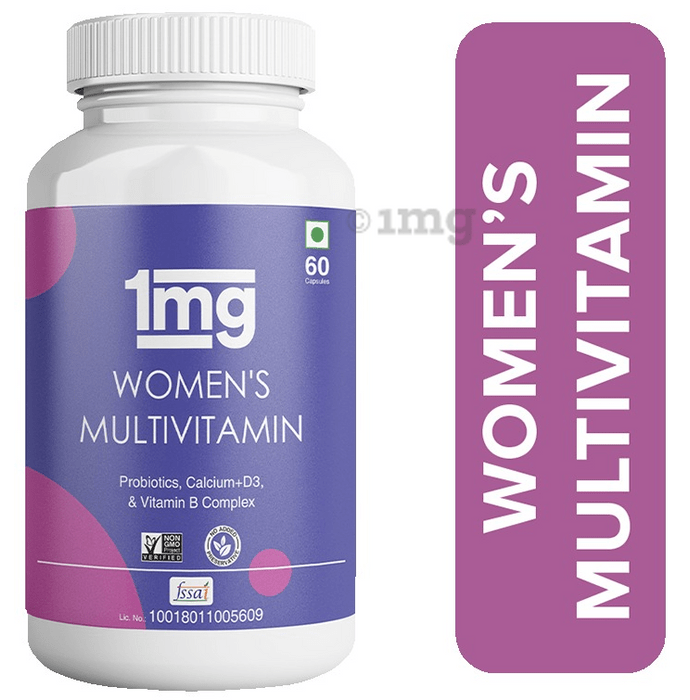 60
Capsules
1mg
WOMEN'S
MULTIVITAMIN
Probiotics, Calcium+D3,
& Vitamin B Complex
NON
GMO
Project
VERIFIED
NO ADDED
PRESERVATIVE
fssai
Lic. No.: 10018011005609
©1mg
WOMEN'S
MULTIVITAMIN